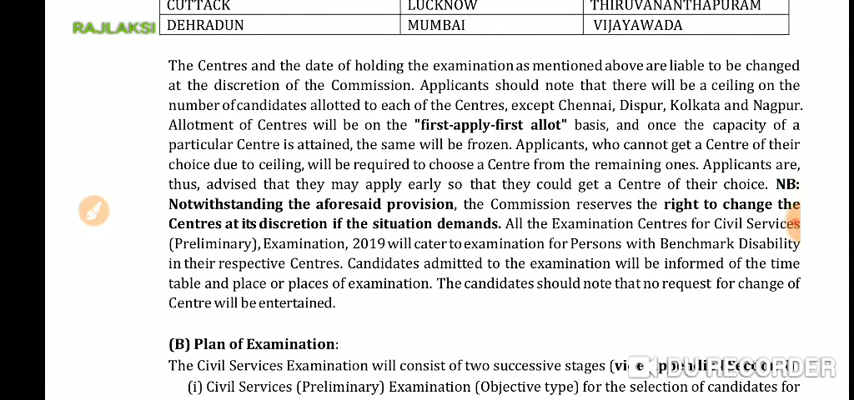 CUTTACK LUCKNOW THIRUVANANTHAPURAM
RAJLAKSI DEHRADUN MUMBAI VIJAYAWADA
The Centres and the date of holding the examination as mentioned above are liable to be changed
at the discretion of the Commission. Applicants should note that there will be a ceiling on the
number of candidates allotted to each of the Centres, except Chennai, Dispur, Kolkata and Nagpur.
Allotment of Centres will be on the "first-apply-first allot" basis, and once the capacity of a
particular Centre is attained, the same will be frozen. Applicants, who cannot get a Centre of their
choice due to ceiling, will be required to choose a Centre from the remaining ones. Applicants are,
thus, advised that they may apply early so that they could get a Centre of their choice. NB:
Notwithstanding the aforesaid provision, the Commission reserves the right to change the
Centres at its discretion if the situation demands. All the Examination Centres for Civil Services
(Preliminary), Examination, 2019 will cater to examination for Persons with Benchmark Disability
in their respective Centres. Candidates admitted to the examination will be informed of the time
table and place or places of examination. The candidates should note that no request for change of
Centre will be entertained.
(B) Plan of Examination:
The Civil Services Examination will consist of two successive stages
DU RECORDER
(i) Civil Services (Preliminary) Examination (Objective type) for the selection of candidates for